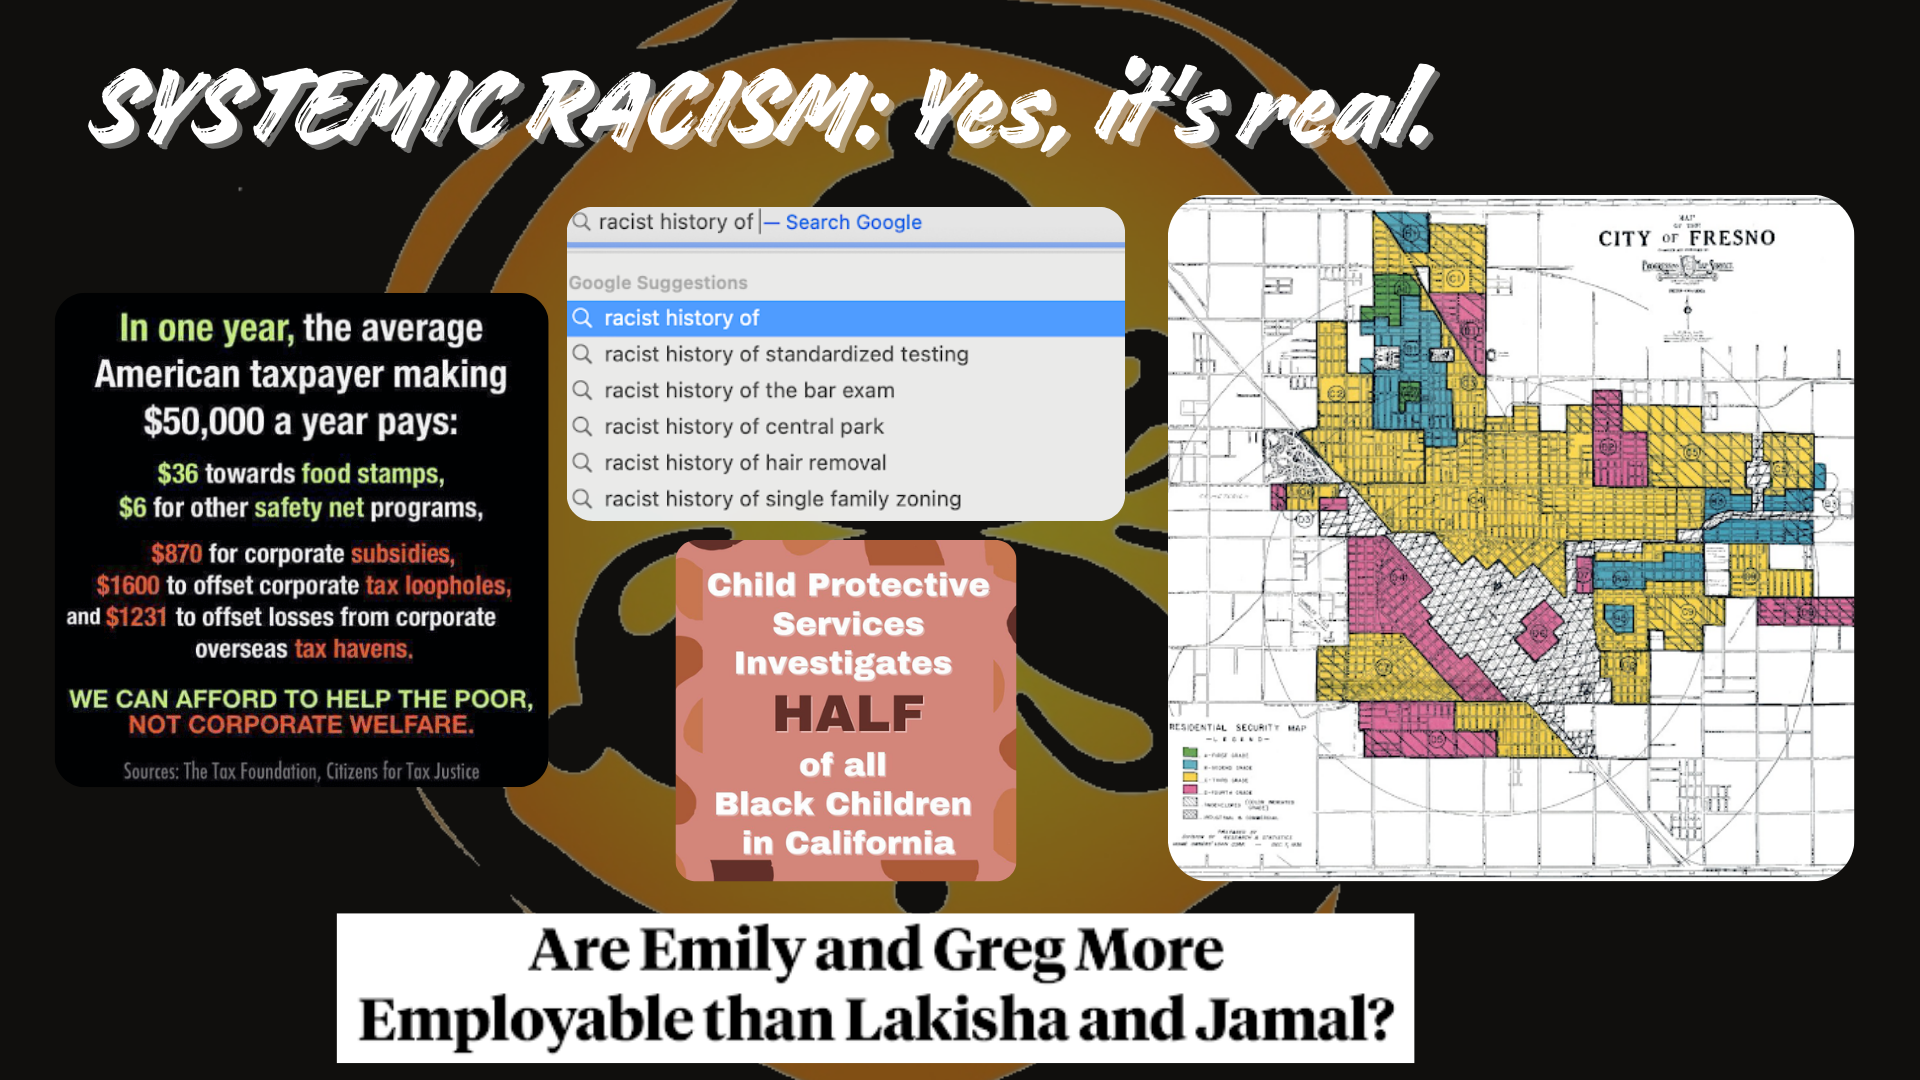 SYSTEMIC RACISM: Yes, it's real.
In one year, the average
American taxpayer making
$50,000 a year pays:
$36 towards food stamps,
$6 for other safety net programs,
$870 for corporate subsidies,
$1600 to offset corporate tax loopholes,
and $1231 to offset losses from corporate
overseas tax havens.
WE CAN AFFORD TO HELP THE POOR,
NOT CORPORATE WELFARE.
Sources: The Tax Foundation, Citizens for Tax Justice
racist history of — Search Google
Google Suggestions
racist history of
racist history of standardized testing
racist history of the bar exam
racist history of central park
racist history of hair removal
racist history of single family zoning
Child Protective
Services
Investigates
HALF
of all
Black Children
in California
MAP
CITY OF FRESNO
RESIDENTIAL SECURITY MAP
LEGEND
Are Emily and Greg More
Employable than Lakisha and Jamal?